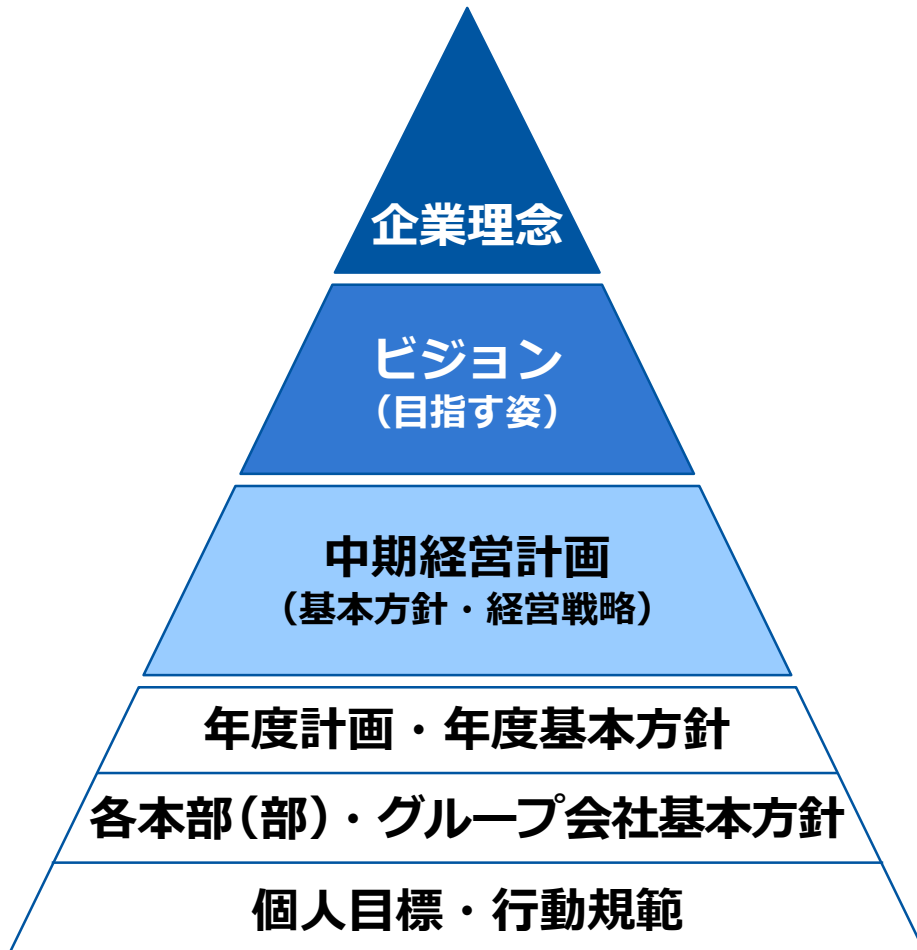 企業理念
ビジョン
（目指す姿）
中期経営計画
（基本方針・経営戦略）
年度計画・年度基本方針
各本部（部）・グループ会社基本方針
個人目標・行動規範